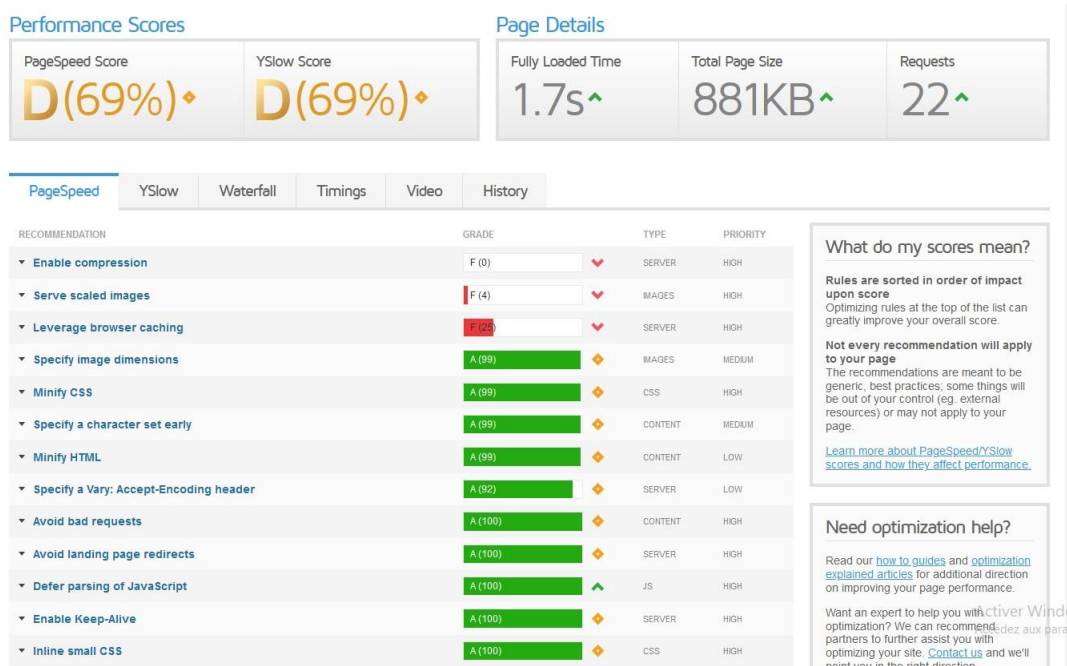 Performance Scores
Page Details
PageSpeed Score
YSlow Score
D(69%)
D(69%)
Fully Loaded Time
Total Page Size
Requests
1.7s
881KB
22
PageSpeed YSlow Waterfall Timings Video History
RECOMMENDATION GRADE TYPE PRIORITY
Enable compression F (0) SERVER HIGH
Serve scaled images F (4) IMAGES HIGH
Leverage browser caching F (25) SERVER HIGH
Specify image dimensions A (99) IMAGES MEDIUM
Minify CSS A (99) CSS HIGH
Specify a character set early A (99) CONTENT MEDIUM
Minify HTML A (99) CONTENT LOW
Specify a Vary: Accept-Encoding header A (92) SERVER LOW
Avoid bad requests A (100) CONTENT HIGH
Avoid landing page redirects A (100) SERVER HIGH
Defer parsing of JavaScript A (100) JS HIGH
Enable Keep-Alive A (100) SERVER HIGH
Inline small CSS A (100) CSS HIGH
What do my scores mean?
Rules are sorted in order of impact
upon score
Optimizing rules at the top of the list can
greatly improve your overall score.
Not every recommendation will apply
to your page
The recommendations are meant to be
generic, best practices; some things will
be out of your control (eg. external
resources) or may not apply to your
page.
Learn more about PageSpeed/YSlow
scores and how they affect performance.
Need optimization help?
Read our how to guides and optimization
explained articles for additional direction
on improving your page performance.
Want an expert to help you with
optimization? We can recommend
partners to further assist you with
optimizing your site. Contact us and we'll
point you in the right direction
Activer Windo
aux para